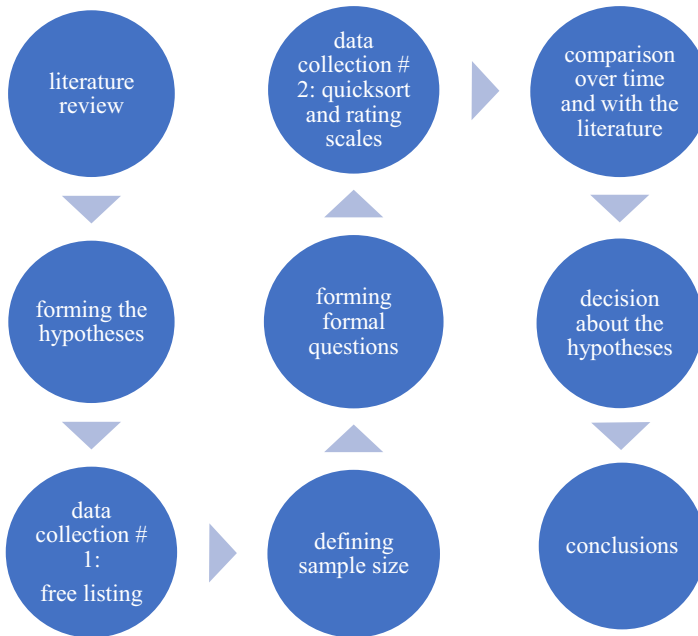 literature
review
forming the
hypotheses
data
collection #
1:
free listing
defining
sample size
forming
formal
questions
data
collection #
2: quicksort
and rating
scales
comparison
over time
and with the
literature
decision
about the
hypotheses
conclusions